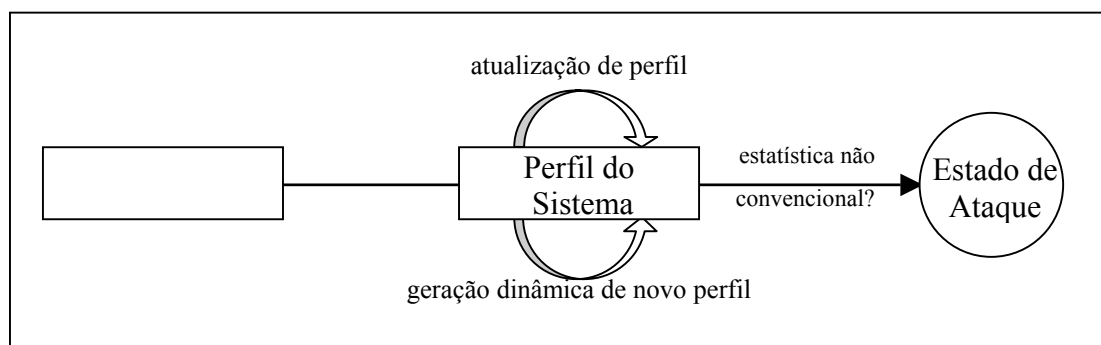 atualização de perfil
Perfil do
Sistema
estatística não
convencional?
Estado de
Ataque
geração dinâmica de novo perfil